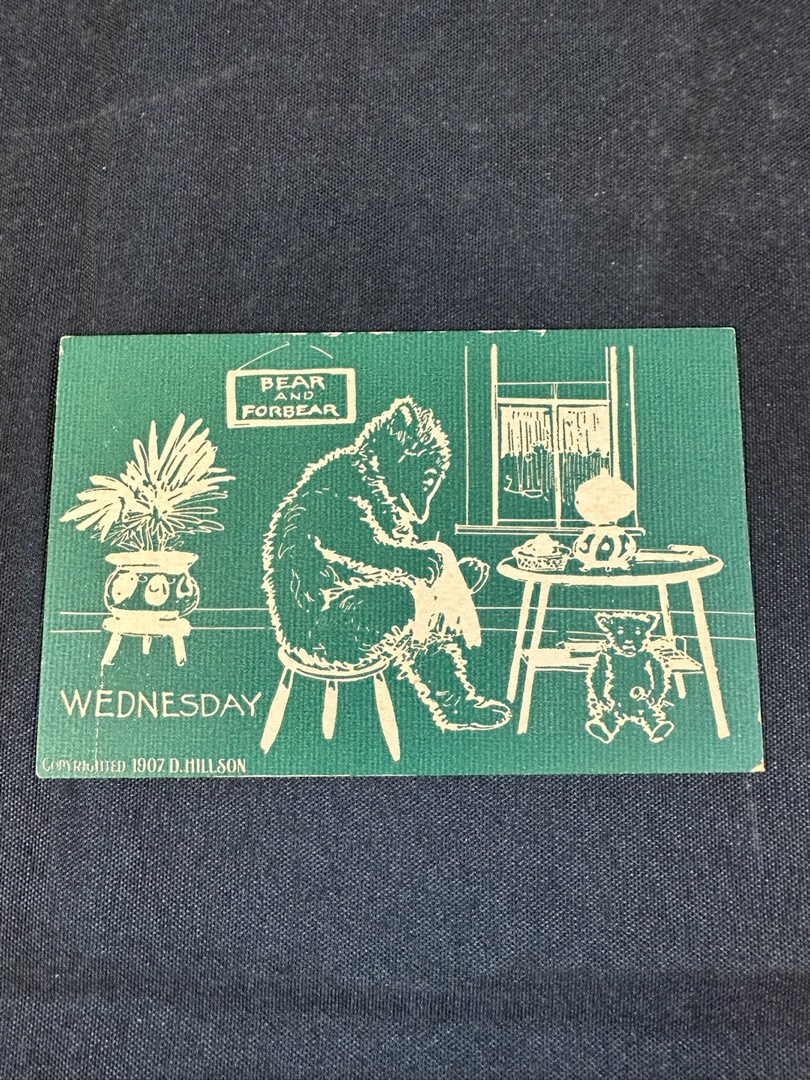 BEAR
AND
FORBEAR
WEDNESDAY
COPYRIGHTED 1907 D. HILLSON